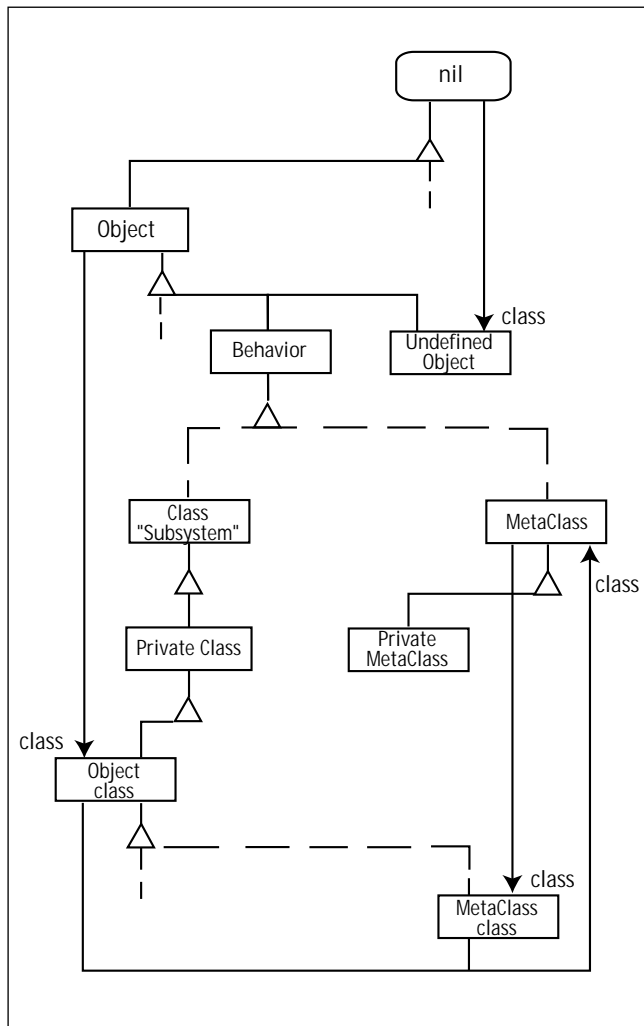 nil
Object
class
Behavior
Undefined
Object
Class
"Subsystem"
MetaClass
class
Private Class
Private
MetaClass
class
Object
class
class
MetaClass
class